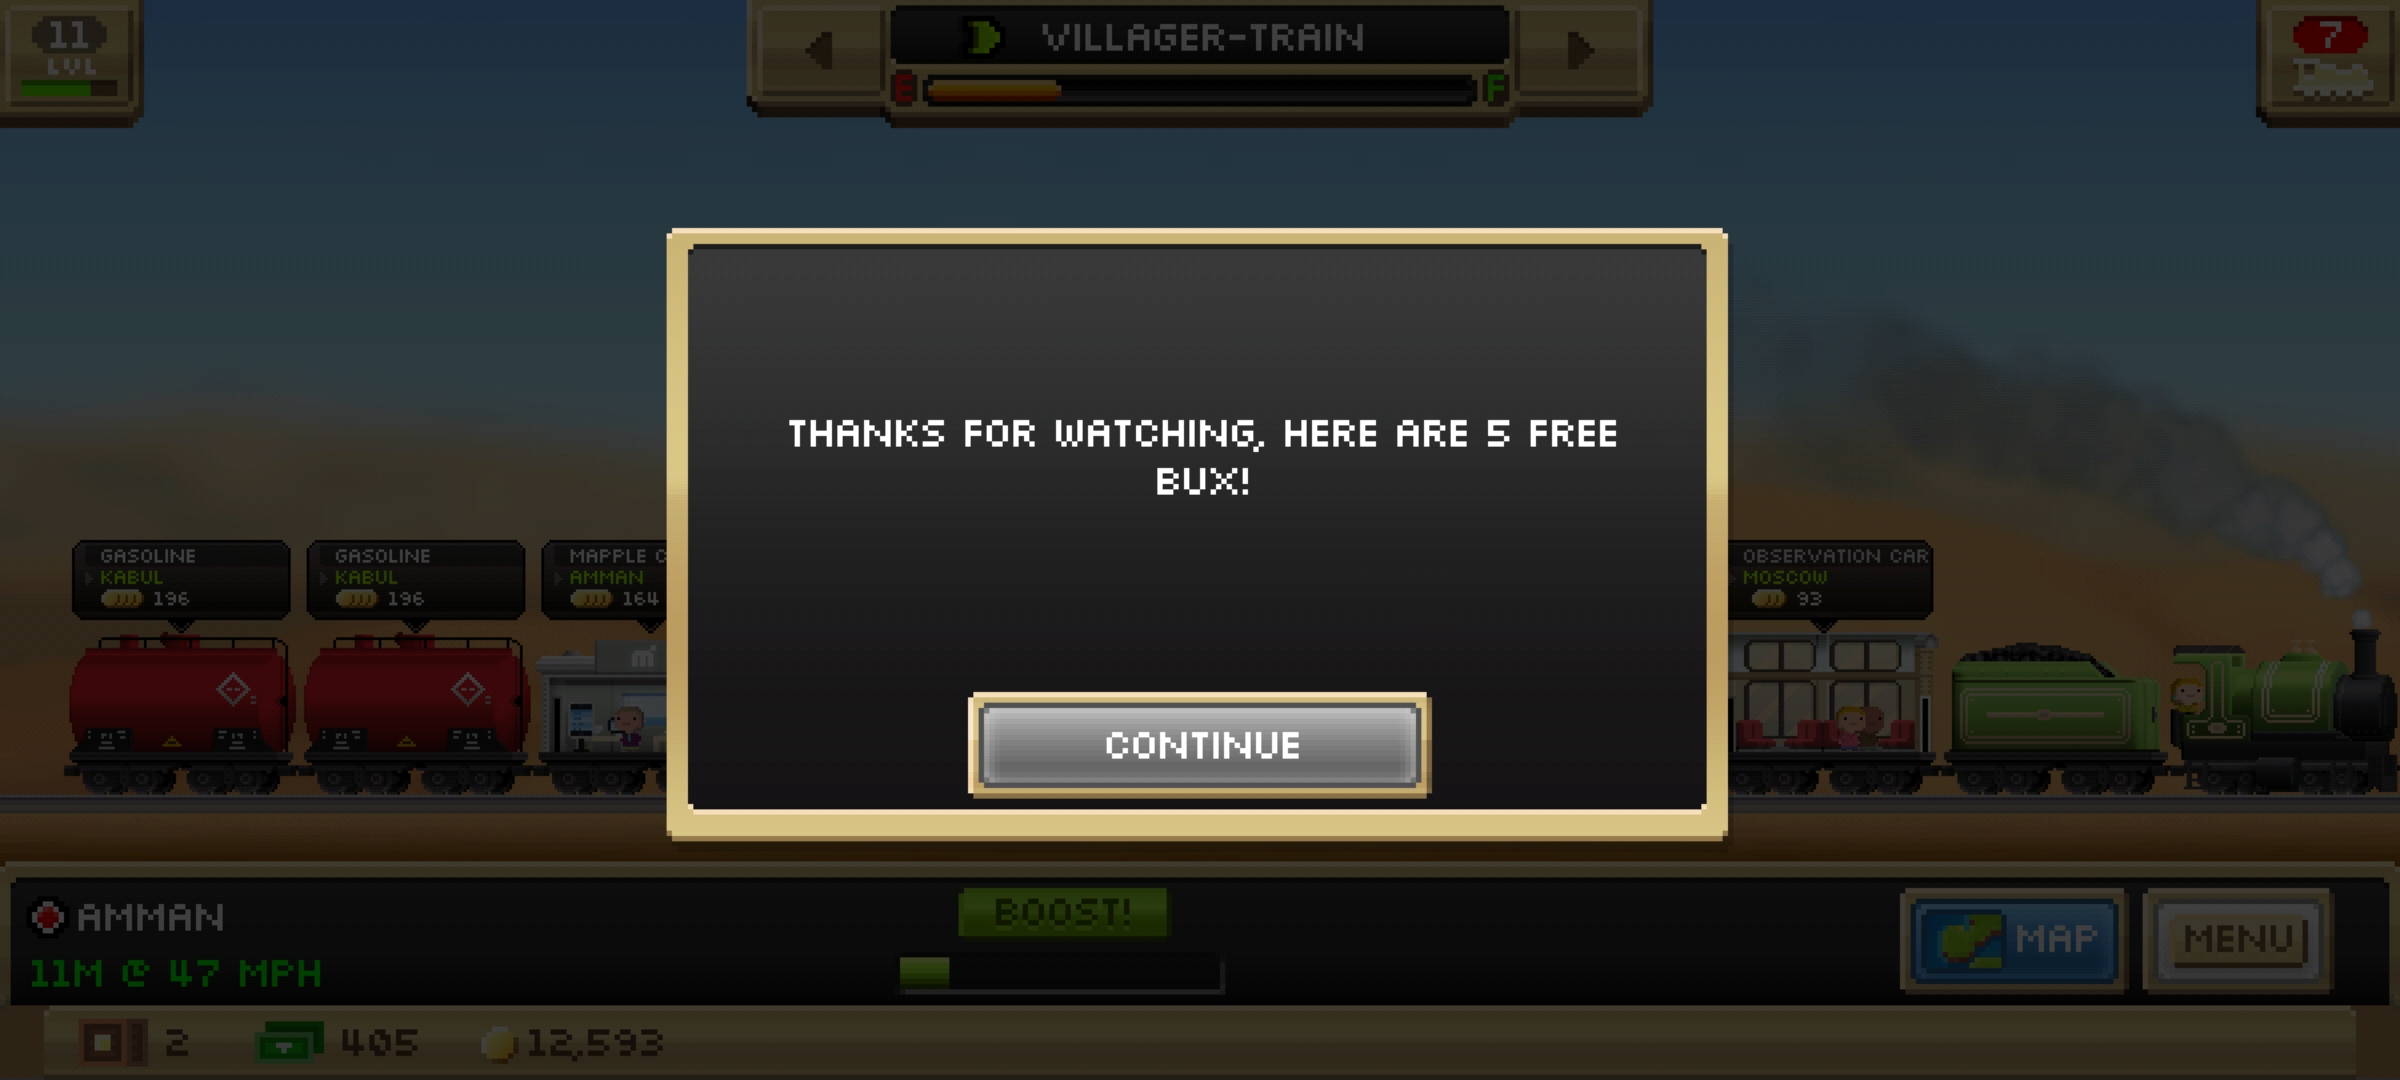 11
LVL
VILLAGER-TRAIN
E
F
7
THANKS FOR WATCHING, HERE ARE 5 FREE
BUX!
CONTINUE
GASOLINE
KABUL
196
GASOLINE
KABUL
196
MAPPLE
AMMAN
164
OBSERVATION CAR
MOSCOW
93
m
AMMAN
11M @ 47 MPH
BOOST!
MAP
MENU
2
405
12,593